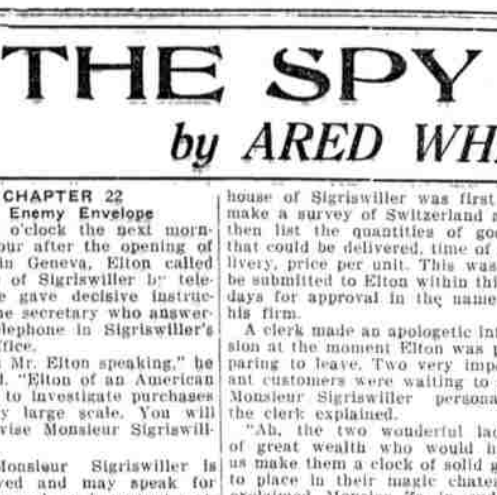 THE SPY
by ARED WH
CHAPTER 22
Enemy Envelope
o'clock the next morn-
our after the opening of
in Geneva, Elton called
of Sigriswiller by tele-
e gave decisive instruc-
he secretary who answer-
elephone in Sigriswiller's
ffice.
Mr. Elton speaking," he
d. "Elton of an American
to investigate purchases
y large scale. You will
vise Monsieur Sigriswill-
Monsieur Sigriswiller is
ved and may speak for
house of Sigriswiller was first
make a survey of Switzerland a
then list the quantities of goo
that could be delivered, time of
livery, price per unit. This was
be submitted to Elton within thi
days for approval in the name
his firm.
A clerk made an apologetic int
sion at the moment Elton was p
paring to leave. Two very impo
ant customers were waiting to
Monsieur Sigriswiller persona
the clerk explained.
"Ah, the two wonderful lad
of great wealth who would h
us make them a clock of solid g
to place in their magic chatea